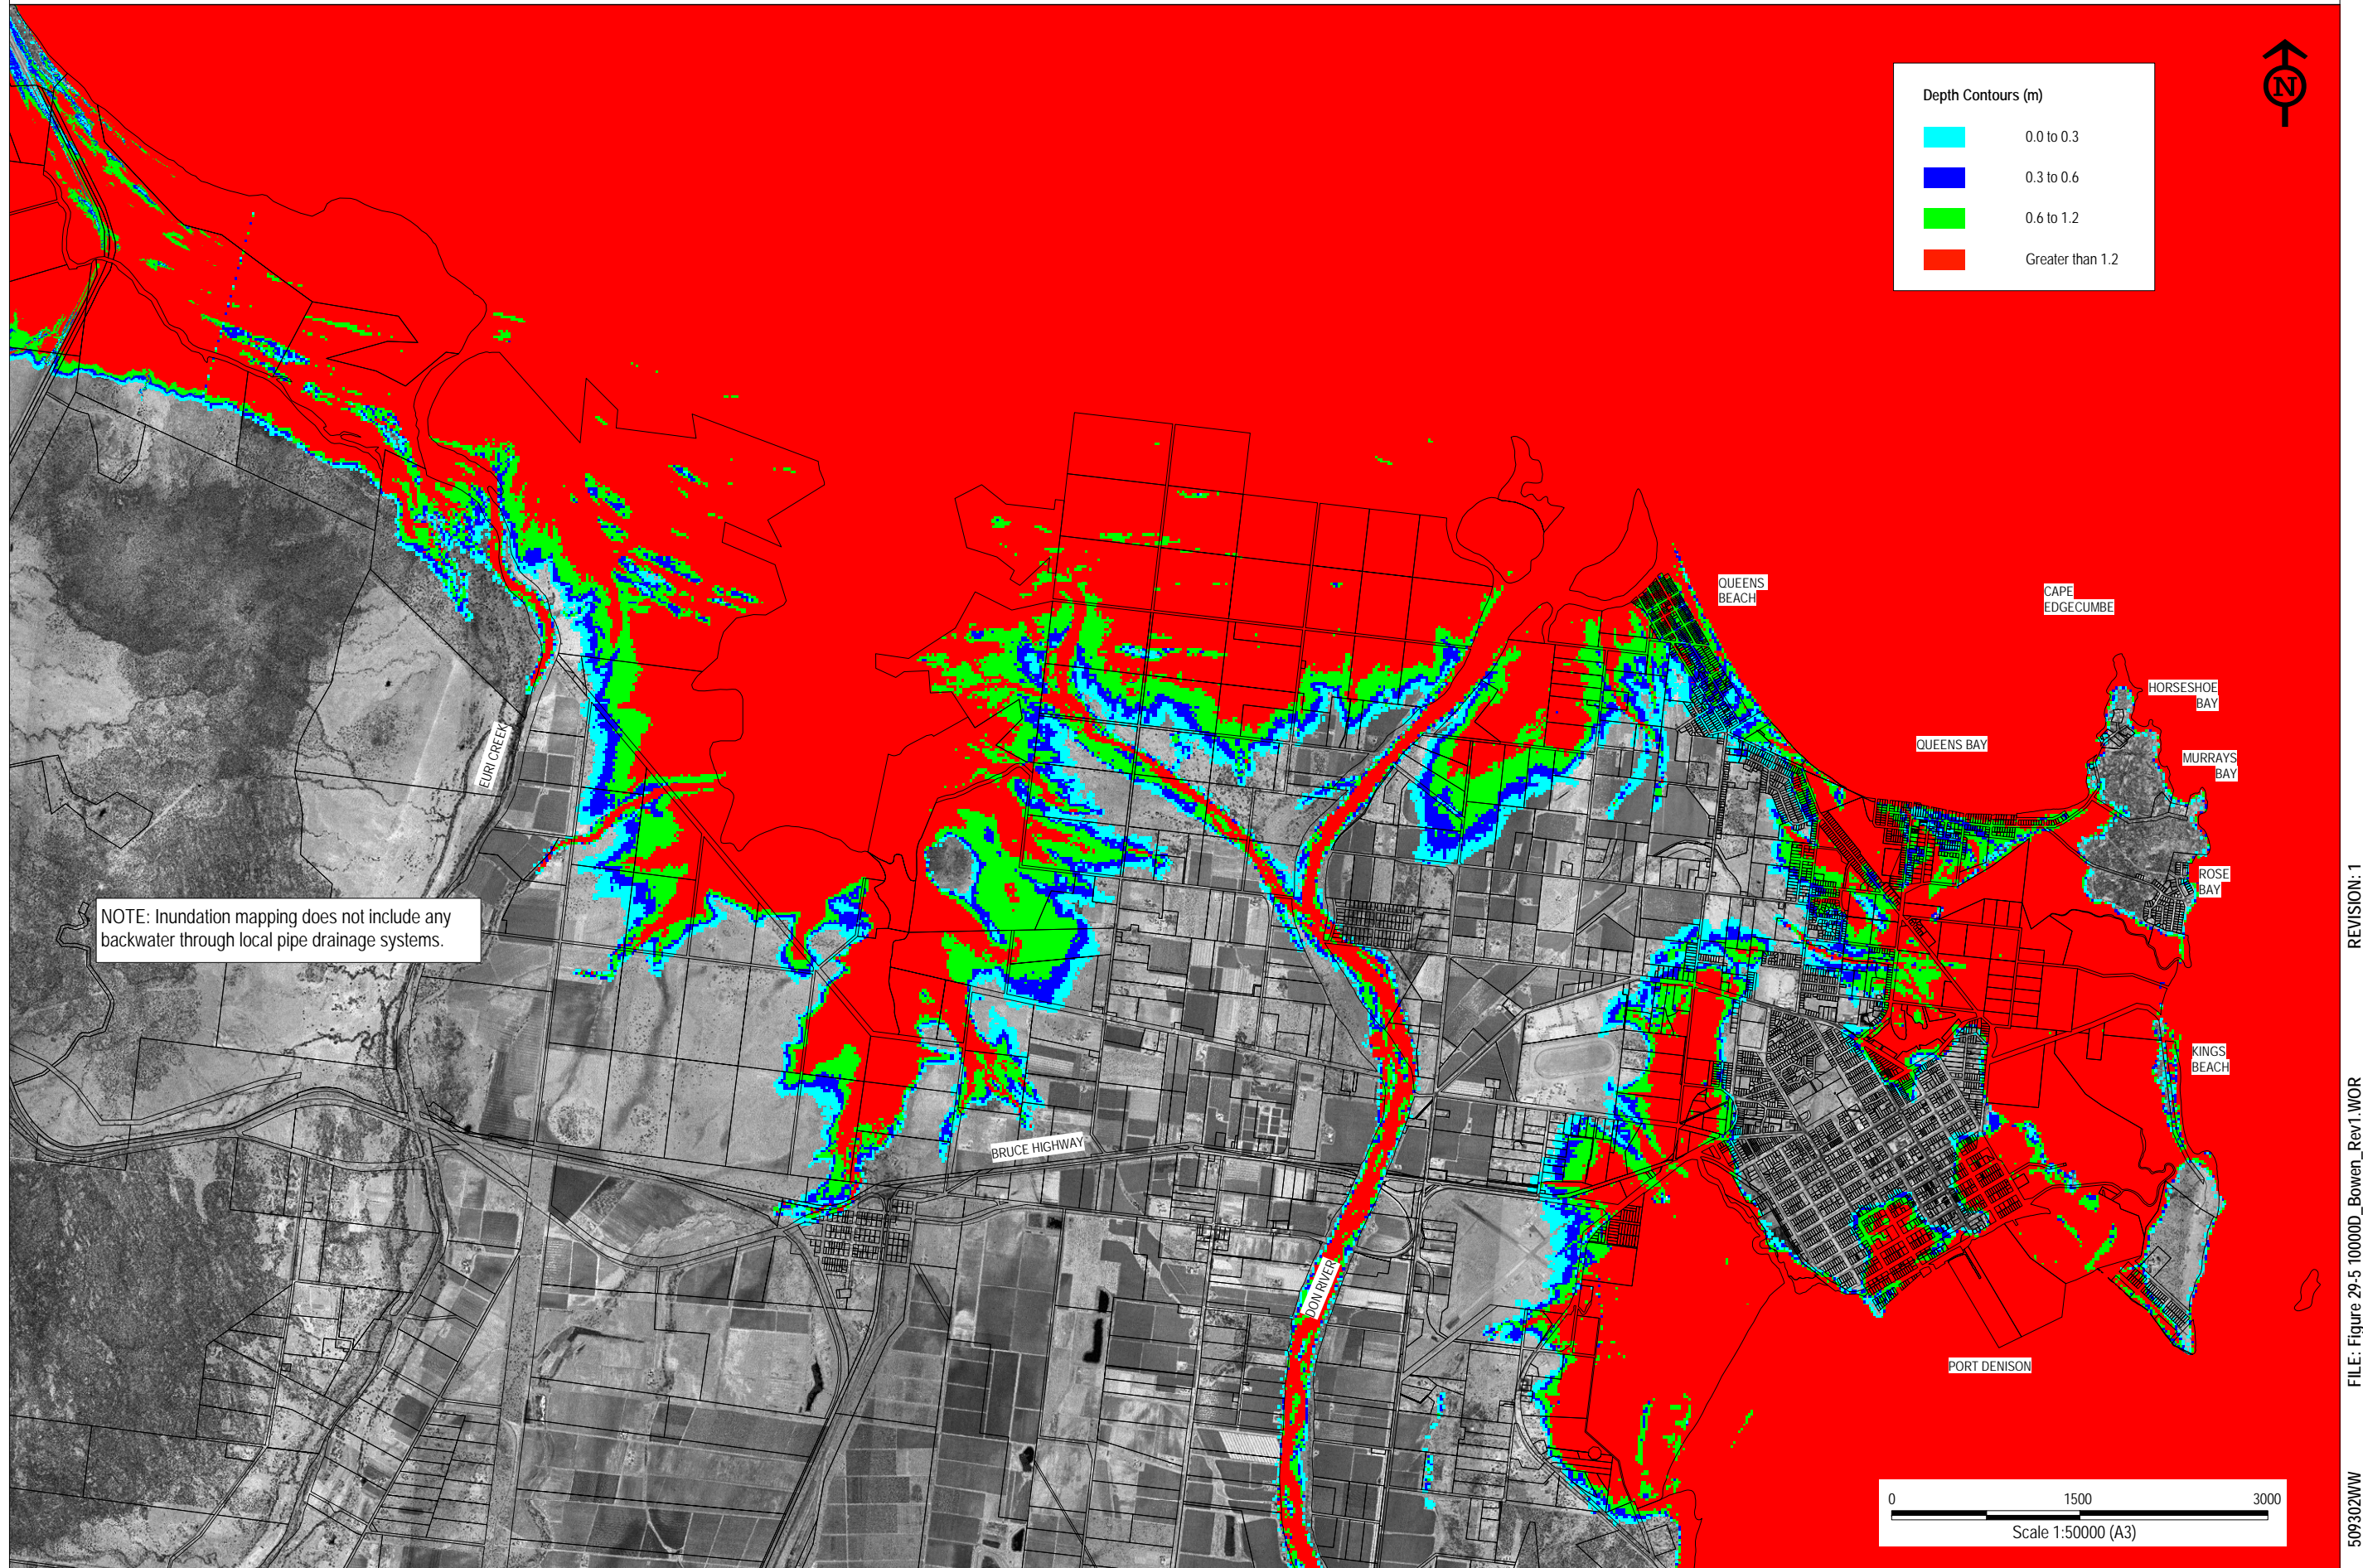 Depth Contours (m)
0.0 to 0.3
0.3 to 0.6
0.6 to 1.2
Greater than 1.2
N
QUEENS
BEACH
CAPE
EDGECUMBE
HORSESHOE
BAY
QUEENS BAY
MURRAYS
BAY
EURI CREEK
ROSE
BAY
NOTE: Inundation mapping does not include any
backwater through local pipe drainage systems.
KINGS
BEACH
BRUCE HIGHWAY
DON RIVER
PORT DENISON
0 1500 3000
Scale 1:50000 (A3)
509302WW FILE: Figure 29-5 10000D_Bowen_Rev1.WOR REVISION: 1